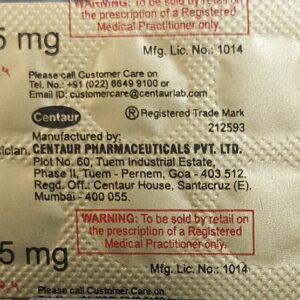 WARNING: To be sold by retail on
the prescription of a Registered
Medical Practitioner only.
5 mg
Mfg. Lic. No.: 1014
Please call Customer Care on
Tel. No.: +91 (022) 6649 9100 or
Email ID: customercare@centaurlab.com
Centaur
® Registered Trade Mark
212593
Manufactured by:
ician. CENTAUR PHARMACEUTICALS PVT. LTD.
Plot No. 60, Tuem Industrial Estate,
Phase II, Tuem - Pernem, Goa - 403 512.
Regd. Off.: Centaur House, Santacruz (E),
Mumbai - 400 055.
WARNING: To be sold by retail on
the prescription of a Registered
Medical Practitioner only.
5 mg
Mfg. Lic. No.: 1014
Please call Customer Care on